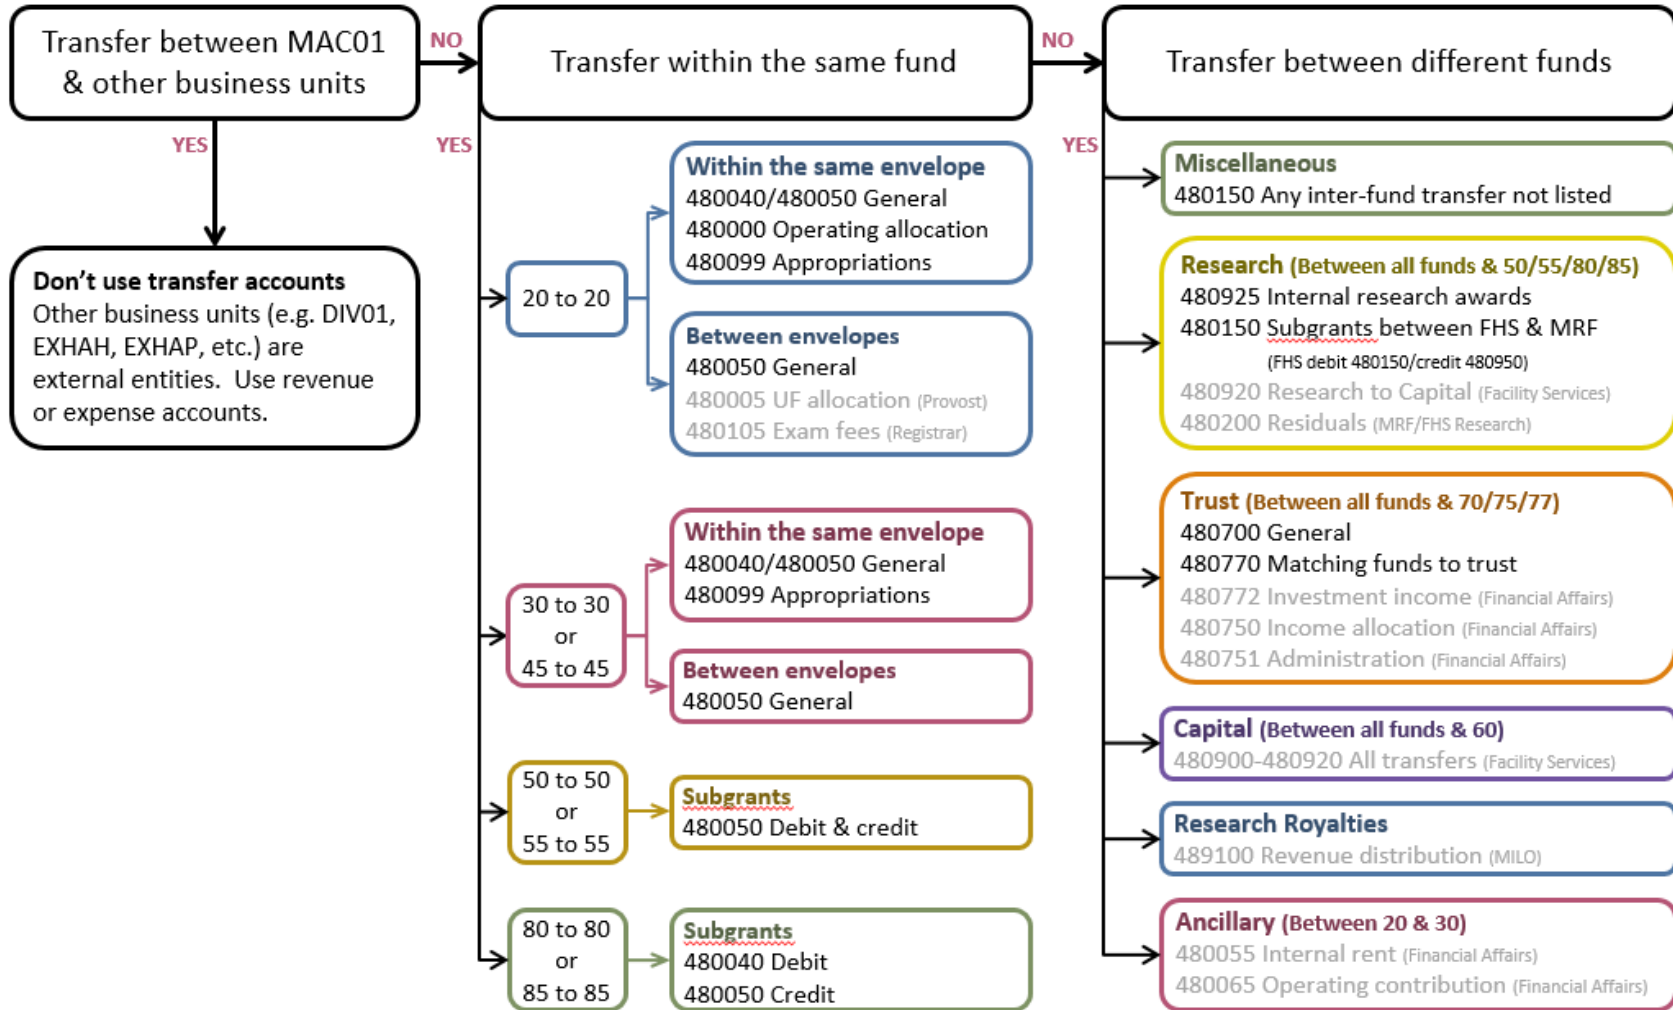 Transfer between MAC01
& other business units
NO
Transfer within the same fund
NO
Transfer between different funds
YES
Don't use transfer accounts
Other business units (e.g. DIV01,
EXHAH, EXHAP, etc.) are
external entities.  Use revenue
or expense accounts.
YES
20 to 20
Within the same envelope
480040/480050 General
480000 Operating allocation
480099 Appropriations
Between envelopes
480050 General
480005 UF allocation (Provost)
480105 Exam fees (Registrar)
30 to 30
or
45 to 45
Within the same envelope
480040/480050 General
480099 Appropriations
Between envelopes
480050 General
50 to 50
or
55 to 55
Subgrants
480050 Debit & credit
80 to 80
or
85 to 85
Subgrants
480040 Debit
480050 Credit
YES
Miscellaneous
480150 Any inter-fund transfer not listed
Research (Between all funds & 50/55/80/85)
480925 Internal research awards
480150 Subgrants between FHS & MRF
(FHS debit 480150/credit 480950)
480920 Research to Capital (Facility Services)
480200 Residuals (MRF/FHS Research)
Trust (Between all funds & 70/75/77)
480700 General
480770 Matching funds to trust
480772 Investment income (Financial Affairs)
480750 Income allocation (Financial Affairs)
480751 Administration (Financial Affairs)
Capital (Between all funds & 60)
480900-480920 All transfers (Facility Services)
Research Royalties
489100 Revenue distribution (MILO)
Ancillary (Between 20 & 30)
480055 Internal rent (Financial Affairs)
480065 Operating contribution (Financial Affairs)